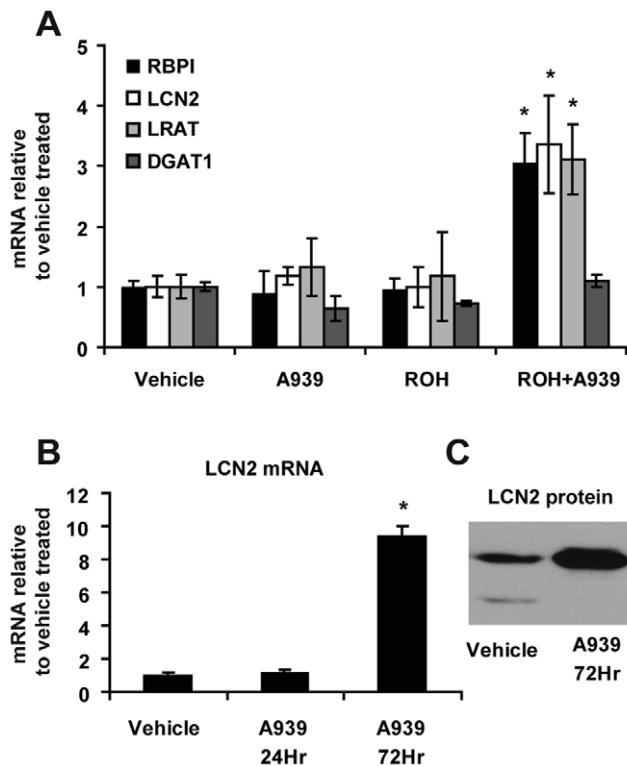 A
mRNA relative
to vehicle treated
5
4
3
2
1
0
RBPI
LCN2
LRAT
DGAT1
* * *
Vehicle A939 ROH ROH+A939
B
LCN2 mRNA
mRNA relative
to vehicle treated
12
10
8
6
4
2
0
*
Vehicle A939 A939
24Hr 72Hr
C
LCN2 protein
Vehicle A939
72Hr